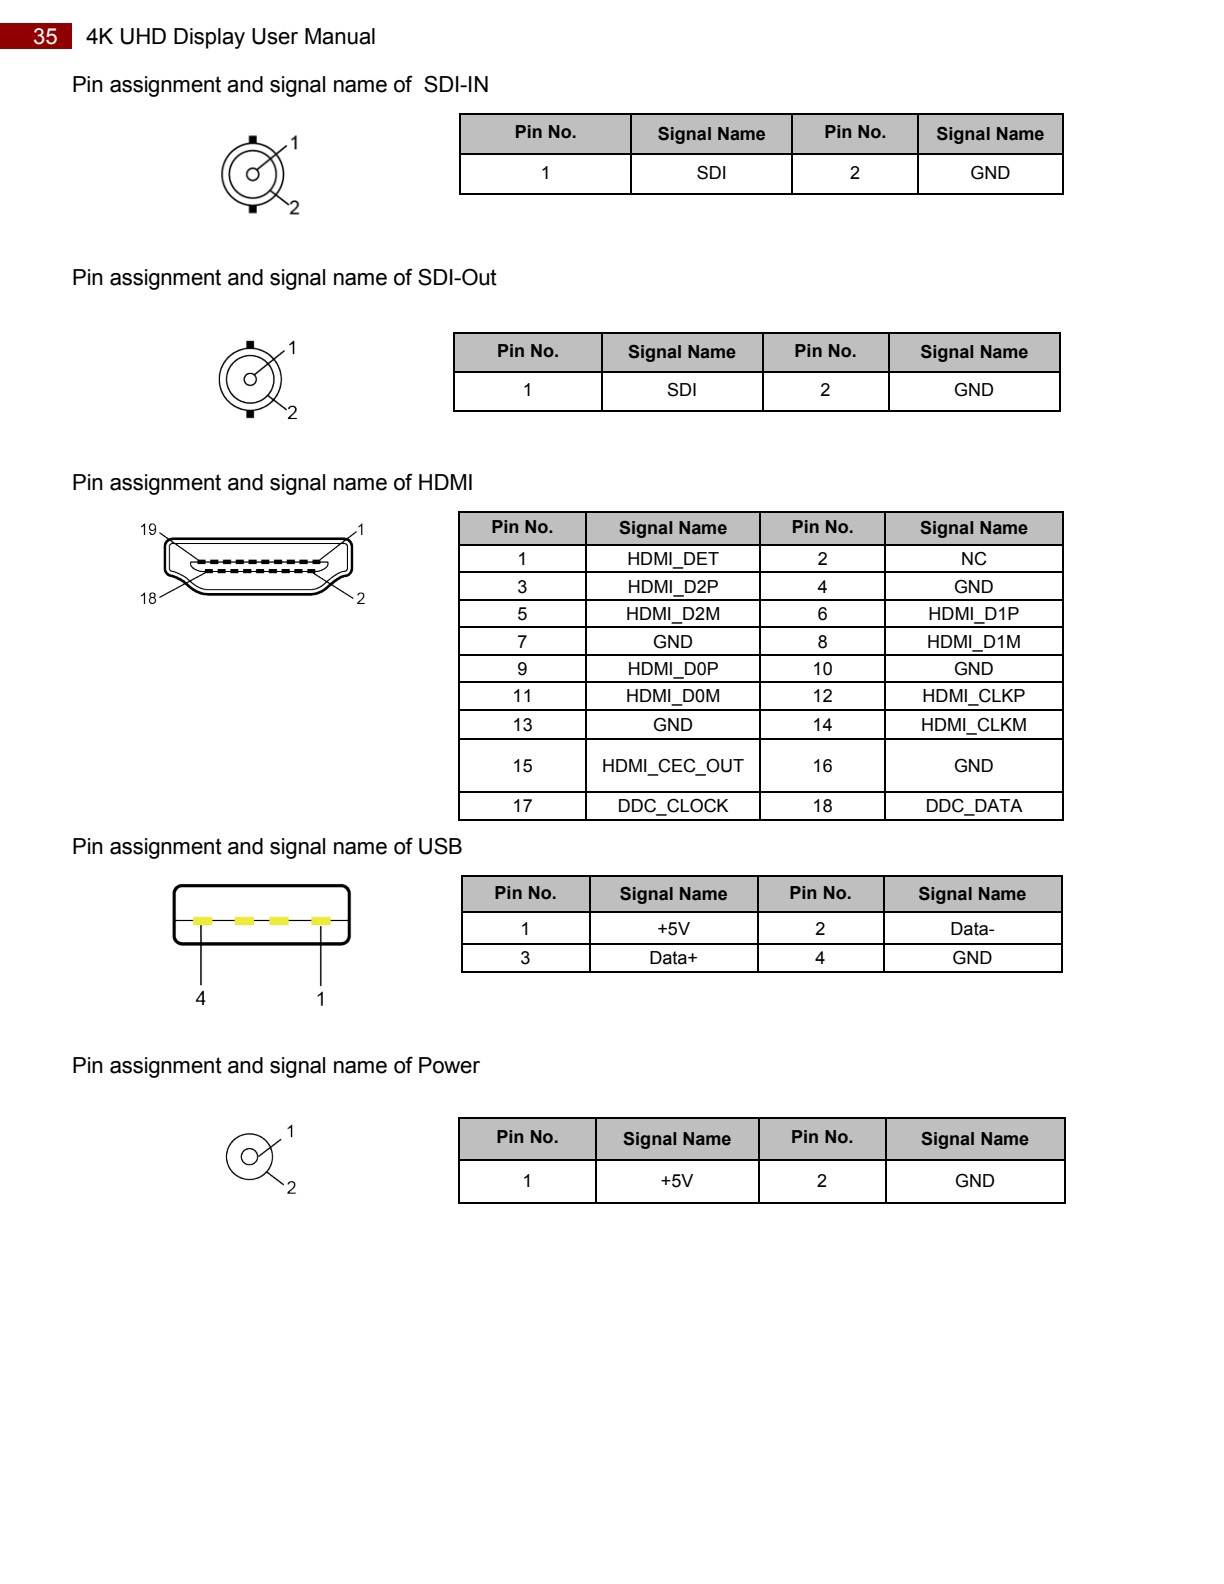 35 4K UHD Display User Manual
Pin assignment and signal name of SDI-IN
1
2
Pin No. Signal Name Pin No. Signal Name
1 SDI 2 GND
Pin assignment and signal name of SDI-Out
1
2
Pin No. Signal Name Pin No. Signal Name
1 SDI 2 GND
Pin assignment and signal name of HDMI
19 1
18 2
Pin No. Signal Name Pin No. Signal Name
1 HDMI_DET 2 NC
3 HDMI_D2P 4 GND
5 HDMI_D2M 6 HDMI_D1P
7 GND 8 HDMI_D1M
9 HDMI_D0P 10 GND
11 HDMI_D0M 12 HDMI_CLKP
13 GND 14 HDMI_CLKM
15 HDMI_CEC_OUT 16 GND
17 DDC_CLOCK 18 DDC_DATA
Pin assignment and signal name of USB
4 1
Pin No. Signal Name Pin No. Signal Name
1 +5V 2 Data-
3 Data+ 4 GND
Pin assignment and signal name of Power
1
2
Pin No. Signal Name Pin No. Signal Name
1 +5V 2 GND